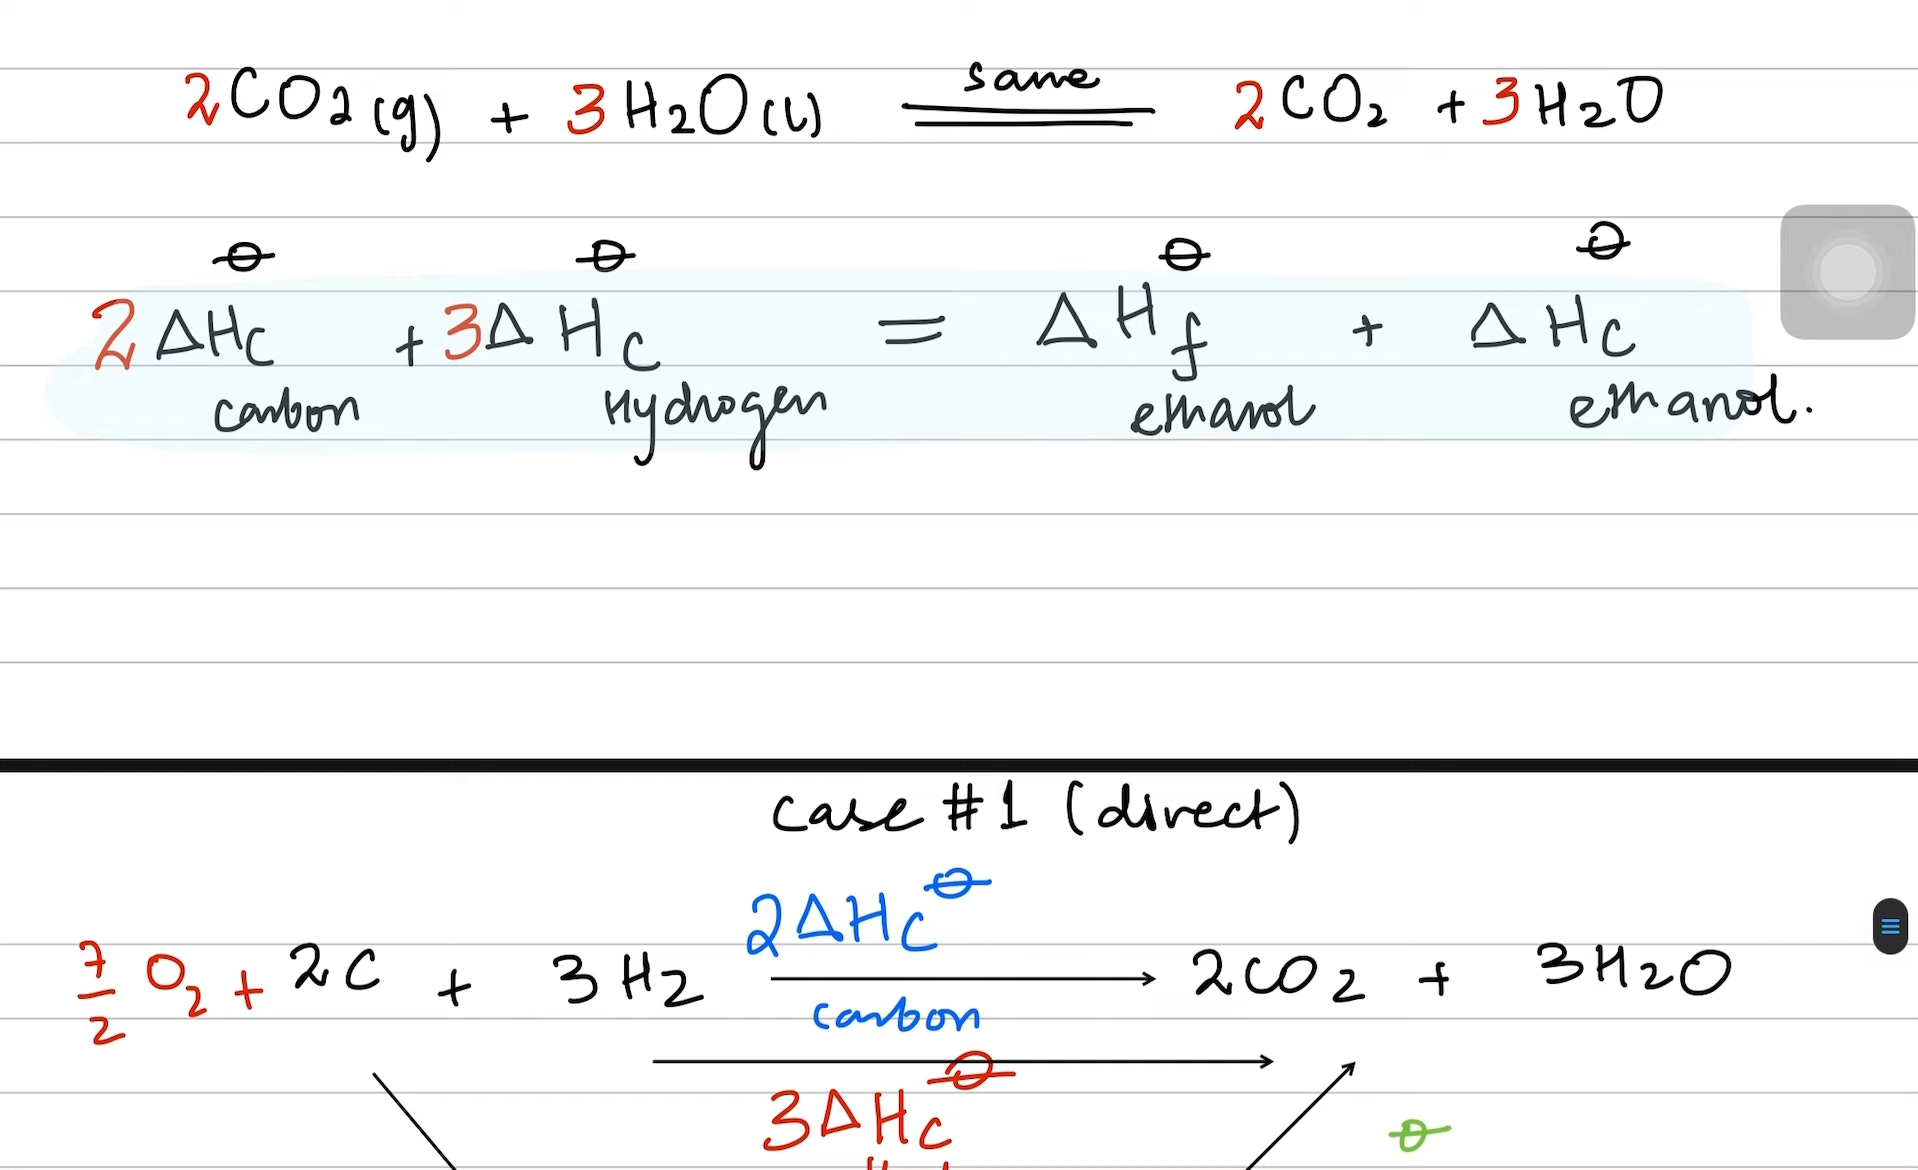 2CO2(g) + 3H2O(l) same 2CO2 + 3H2O
2ΔHc⦵ + 3ΔHc⦵ = ΔHf⦵ + ΔHc⦵
carbon Hydrogen ethanol ethanol.
Case #1 (direct)
2ΔHc⦵
7/2 O2 + 2C + 3H2 → 2CO2 + 3H2O
carbon
3ΔHc⦵
⦵